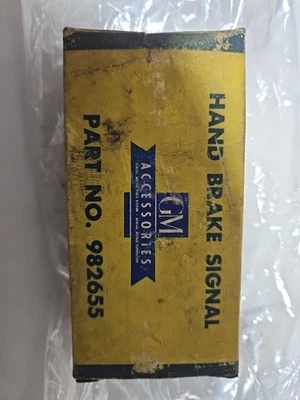 HAND BRAKE SIGNAL
GM
ACCESSORIES
PART NO. 982655